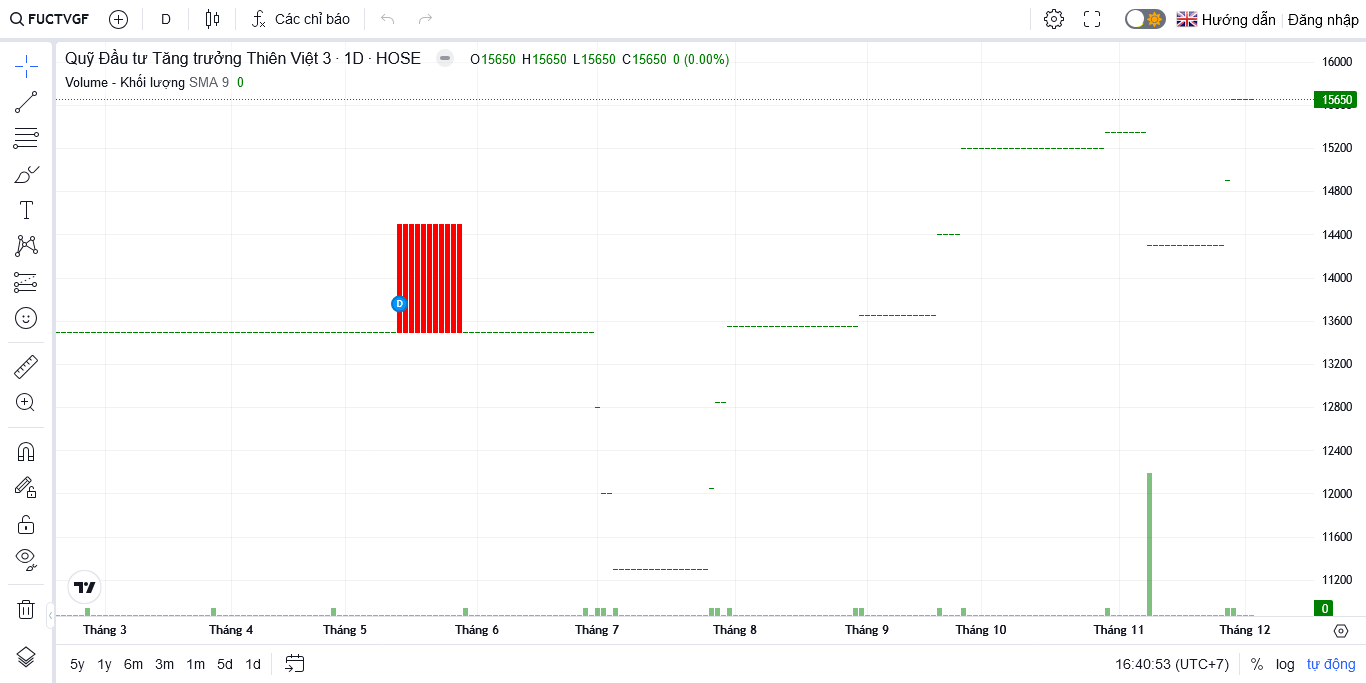 FUCTVGF D Các chỉ báo Hướng dẫn Đăng nhập
Quỹ Đầu tư Tăng trưởng Thiên Việt 3 · 1D · HOSE O15650 H15650 L15650 C15650 0 (0.00%)
Volume - Khối lượng SMA 9 0
16000
15650
15200
14800
14400
14000
13600
13200
12800
12400
12000
11600
11200
0
D
Tháng 3 Tháng 4 Tháng 5 Tháng 6 Tháng 7 Tháng 8 Tháng 9 Tháng 10 Tháng 11 Tháng 12
5y 1y 6m 3m 1m 5d 1d 16:40:53 (UTC+7) % log tự động